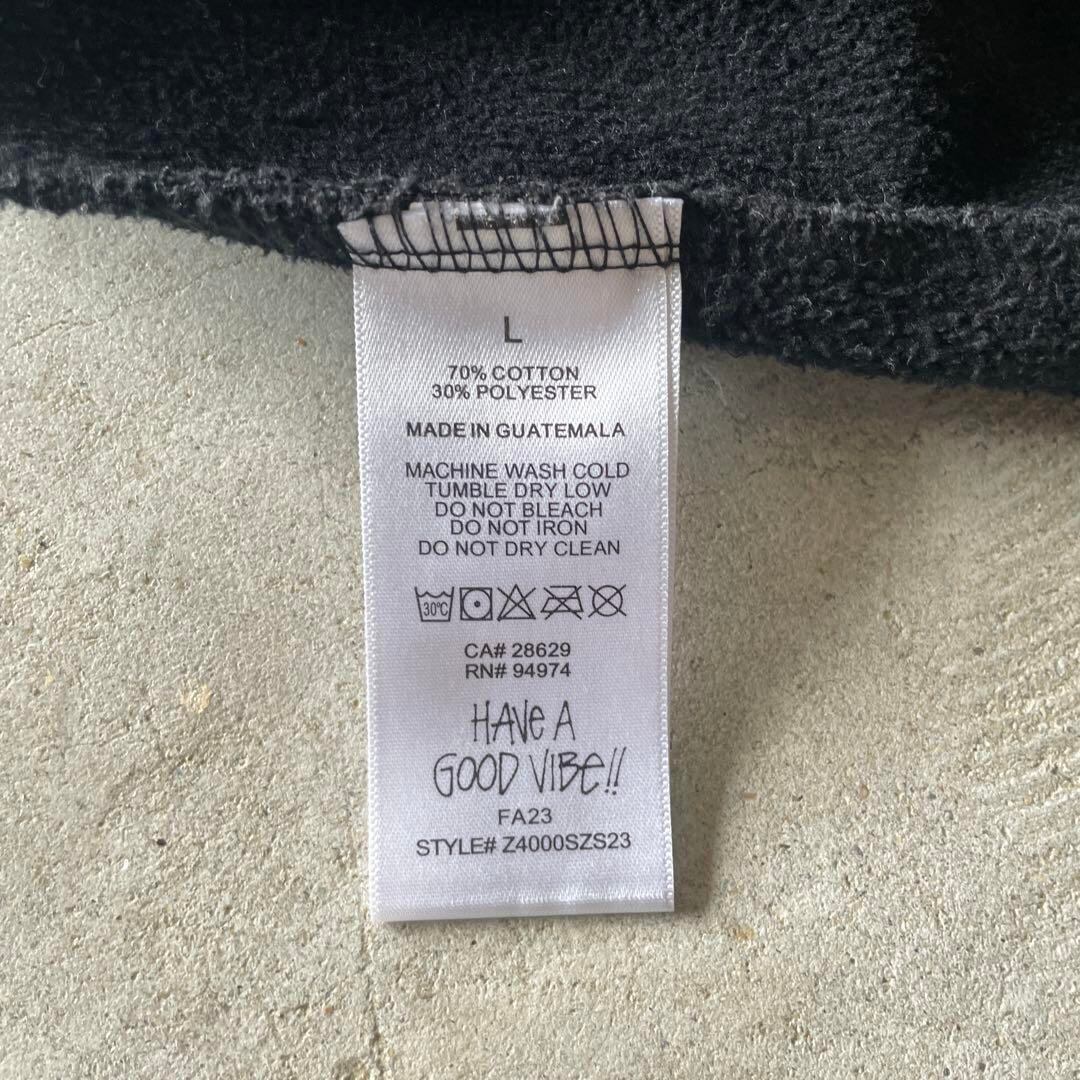 L
70% COTTON
30% POLYESTER
MADE IN GUATEMALA
MACHINE WASH COLD
TUMBLE DRY LOW
DO NOT BLEACH
DO NOT IRON
DO NOT DRY CLEAN
30°C
CA# 28629
RN# 94974
HAVe A
GOOD VIBe!!
FA23
STYLE# Z4000SZS23